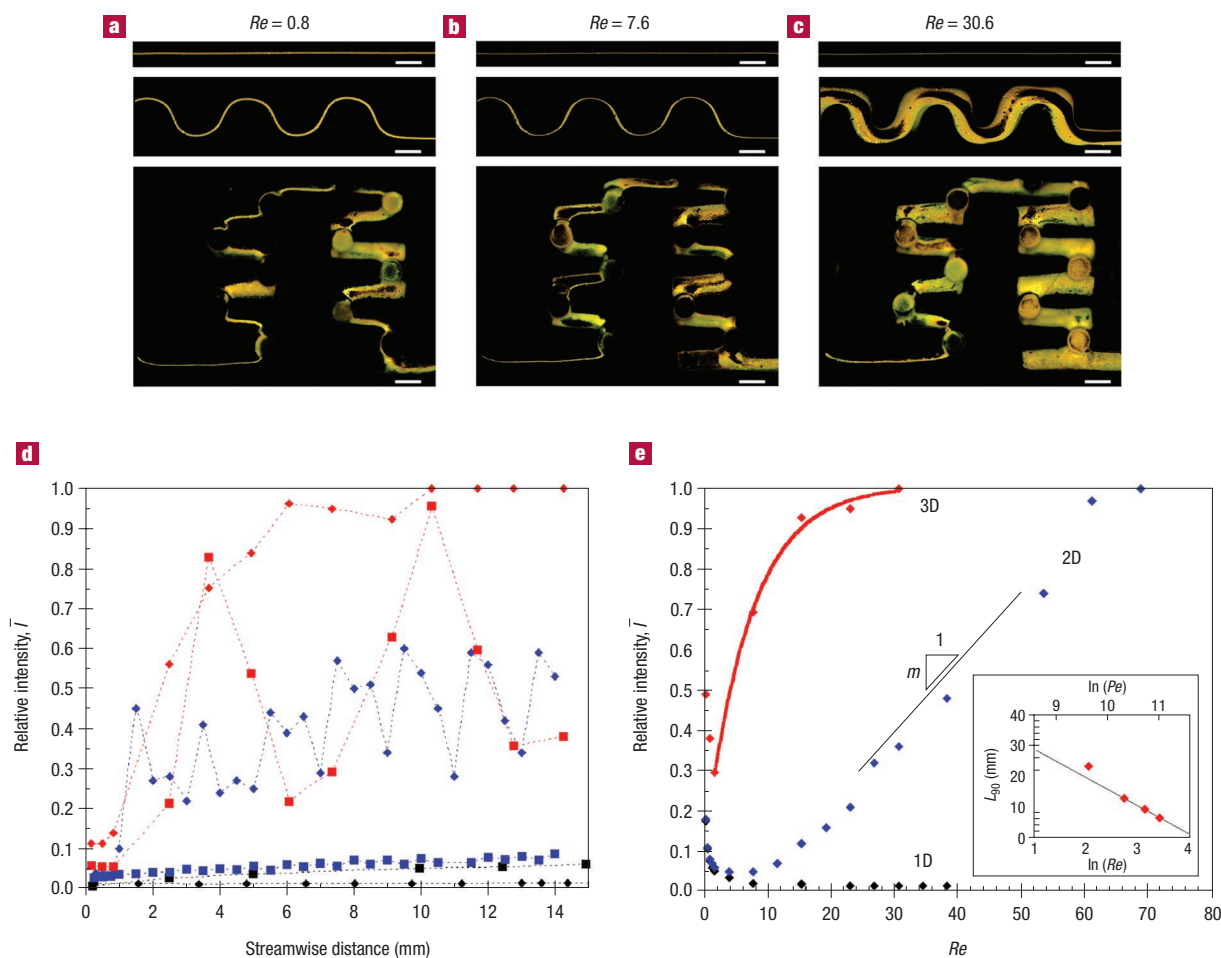 a
Re = 0.8
b
Re = 7.6
c
Re = 30.6
d
1.0
0.9
0.8
0.7
0.6
0.5
0.4
0.3
0.2
0.1
0.0
Relative intensity, I̅
0 2 4 6 8 10 12 14
Streamwise distance (mm)
e
1.0
0.9
0.8
0.7
0.6
0.5
0.4
0.3
0.2
0.1
0.0
Relative intensity, I̅
0 10 20 30 40 50 60 70 80
Re
3D
2D
1D
1
m
ln (Pe)
9 10 11
40
30
20
10
0
L90 (mm)
1 2 3 4
ln (Re)